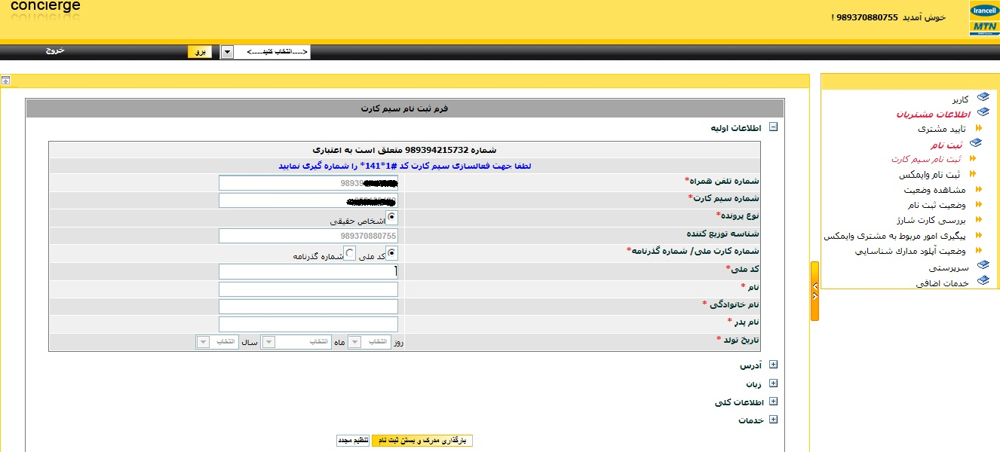 concierge
خوش آمدید 989370880755 !
Irancell
MTN
خروج
برق
<----انتخاب کنید---->
کاربر
اطلاعات مشتریان
تایید مشتری
ثبت نام
ثبت نام سیم کارت
ثبت نام وایمکس
مشاهده وضعیت
وضعیت ثبت نام
بررسی کارت شارژ
پیگیری امور مربوط به مشتری وایمکس
وضعیت آپلود مدارك شناسایي
سرپرستی
خدمات اضافی
فرم ثبت نام سیم کارت
اطلاعات اولیه
شماره 989394215732 متعلق است به اعتباری
لطفا جهت فعالسازی سیم کارت کد #1*141* را شماره گیری نمایید
شماره تلفن همراه*
98939
شماره سیم کارت*
نوع پرونده*
اشخاص حقیقی
شناسه توزیع کننده
989370880755
شماره کارت ملی/ شماره گذرنامه*
کد ملی
شماره گذرنامه
کد ملی*
نام *
نام خانوادگی *
نام پدر *
تاریخ تولد *
روز انتخاب ماه انتخاب سال انتخاب
آدرس
زبان
اطلاعات کلی
خدمات
بارگذاری مدرک و بستن ثبت نام
تنظیم مجدد